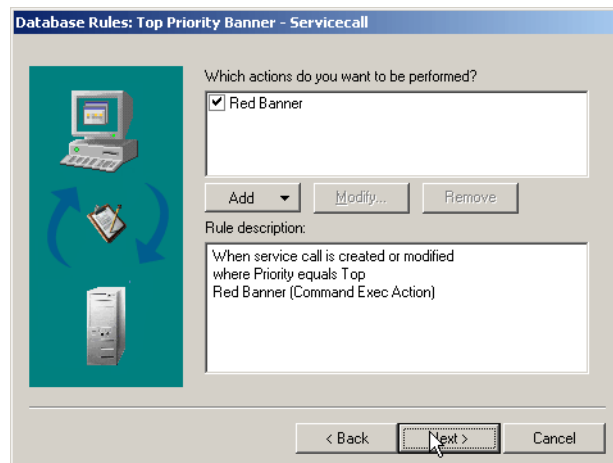 Database Rules: Top Priority Banner - Servicecall
Which actions do you want to be performed?
Red Banner
Add
Modify...
Remove
Rule description:
When service call is created or modified
where Priority equals Top
Red Banner (Command Exec Action)
< Back
Next >
Cancel